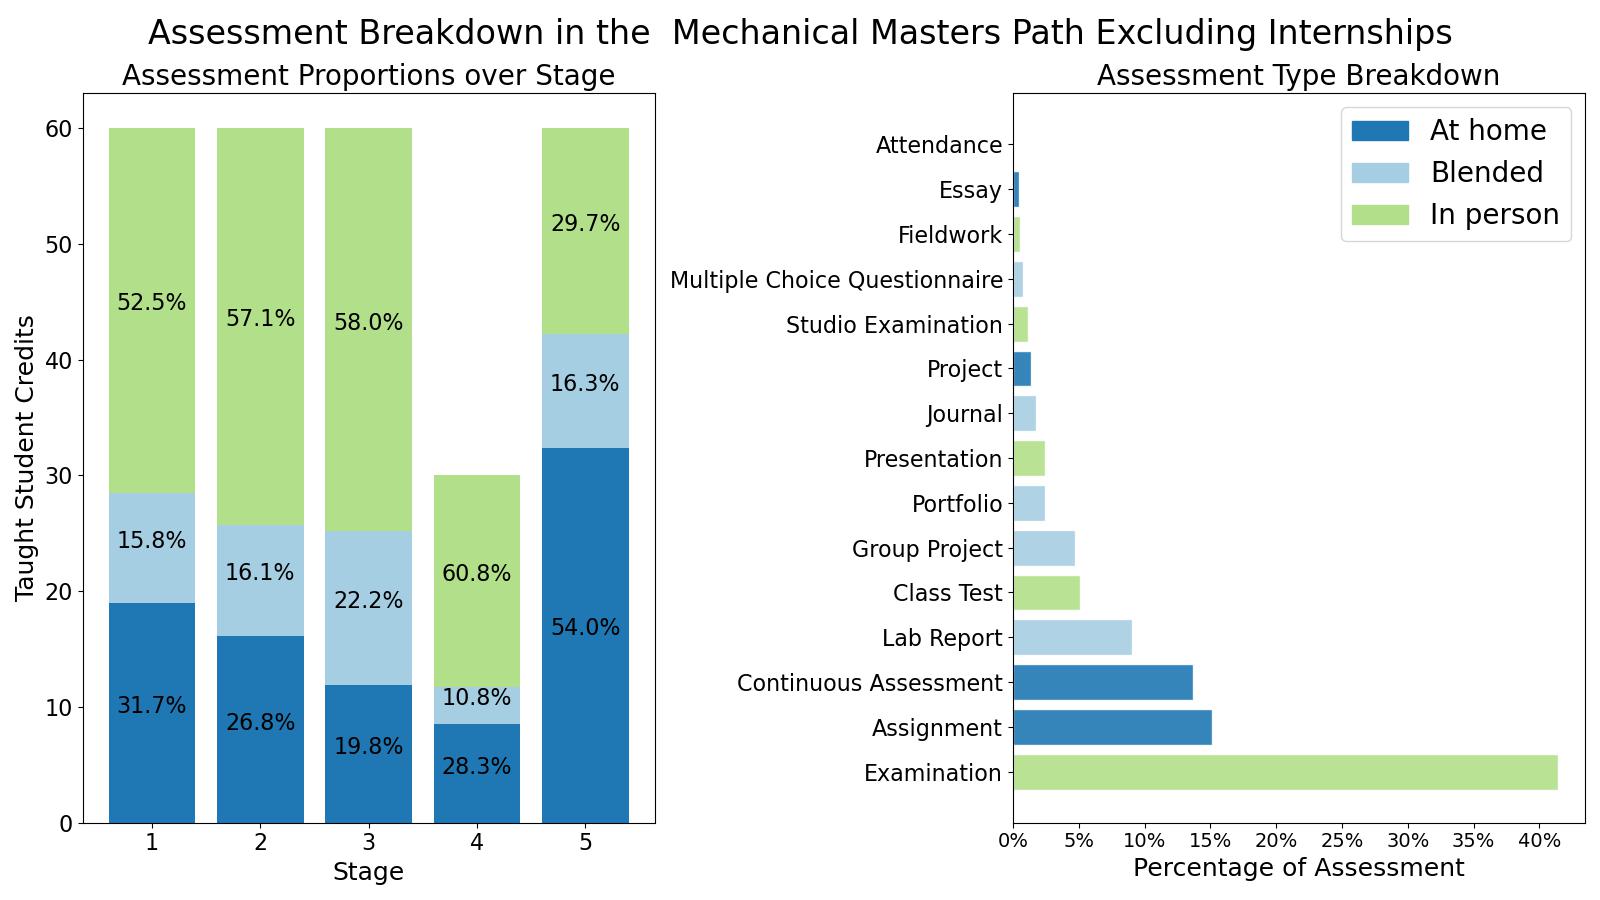 Assessment Breakdown in the  Mechanical Masters Path Excluding Internships
Assessment Proportions over Stage
Taught Student Credits
60
50
40
30
20
10
0
52.5%
15.8%
31.7%
57.1%
16.1%
26.8%
58.0%
22.2%
19.8%
60.8%
10.8%
28.3%
29.7%
16.3%
54.0%
1 2 3 4 5
Stage
Assessment Type Breakdown
At home
Blended
In person
Attendance
Essay
Fieldwork
Multiple Choice Questionnaire
Studio Examination
Project
Journal
Presentation
Portfolio
Group Project
Class Test
Lab Report
Continuous Assessment
Assignment
Examination
0% 5% 10% 15% 20% 25% 30% 35% 40%
Percentage of Assessment